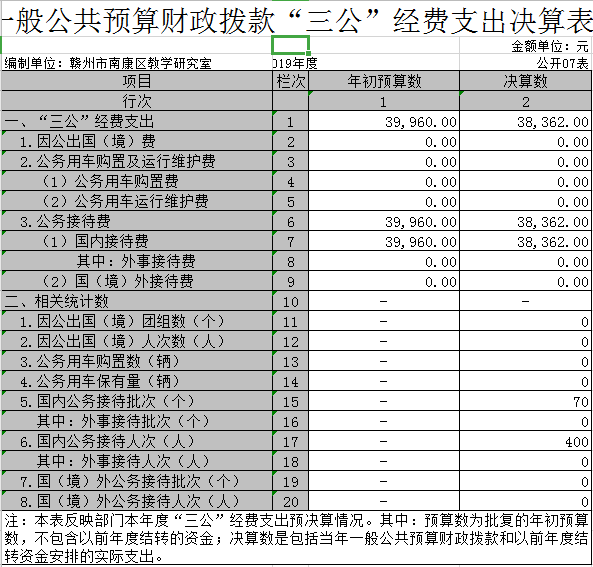 一般公共预算财政拨款“三公”经费支出决算表
金额单位：元
编制单位：赣州市南康区教学研究室 019年度 公开07表
项目 栏次 年初预算数 决算数
行次 1 2
一、“三公”经费支出 1 39,960.00 38,362.00
1.因公出国（境）费 2 0.00 0.00
2.公务用车购置及运行维护费 3 0.00 0.00
（1）公务用车购置费 4 0.00 0.00
（2）公务用车运行维护费 5 0.00 0.00
3.公务接待费 6 39,960.00 38,362.00
（1）国内接待费 7 39,960.00 38,362.00
其中：外事接待费 8 0.00 0.00
（2）国（境）外接待费 9 0.00 0.00
二、相关统计数 10 － －
1.因公出国（境）团组数（个） 11 － 0
2.因公出国（境）人次数（人） 12 － 0
3.公务用车购置数（辆） 13 － 0
4.公务用车保有量（辆） 14 － 0
5.国内公务接待批次（个） 15 － 70
其中：外事接待批次（个） 16 － 0
6.国内公务接待人次（人） 17 － 400
其中：外事接待人次（人） 18 － 0
7.国（境）外公务接待批次（个） 19 － 0
8.国（境）外公务接待人次（人） 20 － 0
注：本表反映部门本年度“三公”经费支出预决算情况。其中：预算数为批复的年初预算
数，不包含以前年度结转的资金；决算数是包括当年一般公共预算财政拨款和以前年度结
转资金安排的实际支出。